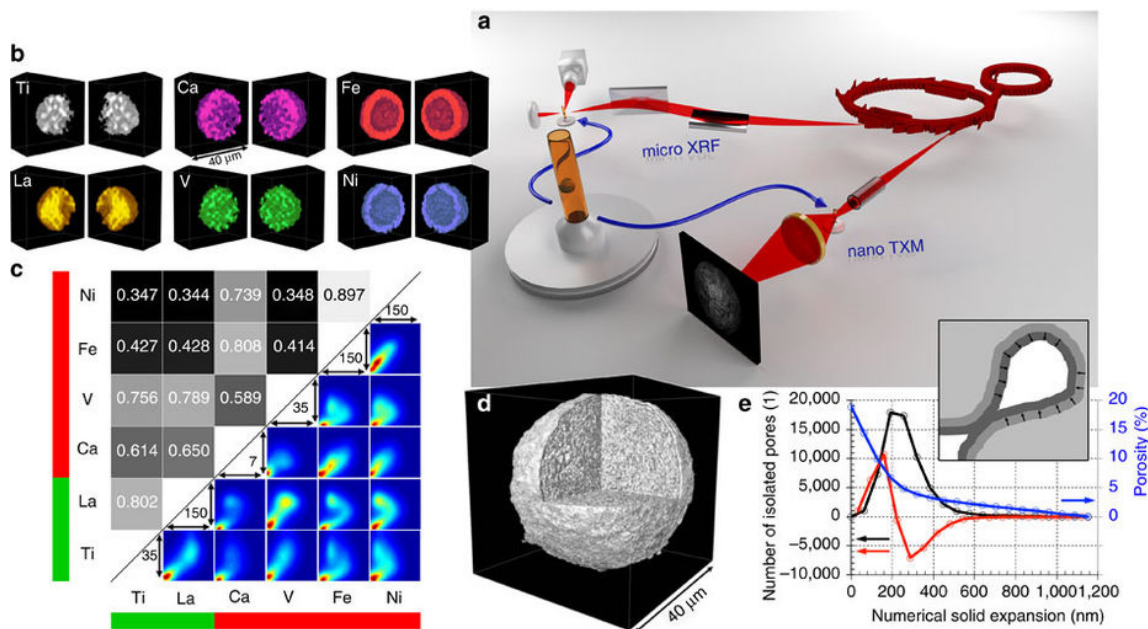 a
micro XRF
nano TXM
b
Ti
Ca
Fe
40 μm
La
V
Ni
c
Ni 0.347 0.344 0.739 0.348 0.897
150
Fe 0.427 0.428 0.808 0.414
150
V 0.756 0.789 0.589
35
Ca 0.614 0.650
7
La 0.802
150
Ti 35
Ti La Ca V Fe Ni
d
40 μm
e
Number of isolated pores (1)
20,000
15,000
10,000
5,000
0
−5,000
−10,000
20
15
10
5
0
Porosity (%)
0 200 400 600 800 1,000 1,200
Numerical solid expansion (nm)